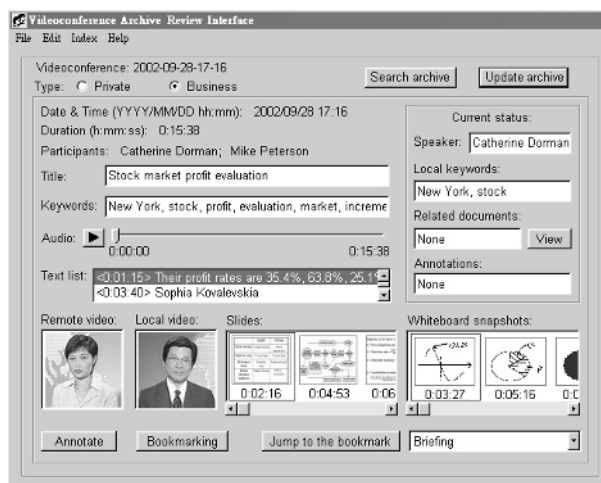 Videoconference Archive Review Interface
File Edit Index Help
Videoconference: 2002-09-28-17-16
Type: Private Business
Search archive Update archive
Date & Time (YYYY/MM/DD hh:mm): 2002/09/28 17:16
Duration (h:mm:ss): 0:15:38
Participants: Catherine Dorman; Mike Peterson
Title: Stock market profit evaluation
Keywords: New York, stock, profit, evaluation, market, increme
Audio:
0:00:00 0:15:38
Text list: <0:01:15> Their profit rates are 35.4%, 63.8%, 25.1%
<0:03:40> Sophia Kovalevskia
Current status:
Speaker: Catherine Dorman
Local keywords:
New York, stock
Related documents:
None View
Annotations:
None
Remote video: Local video: Slides: Whiteboard snapshots:
0:02:16 0:04:53 0:06 0:03:27 0:05:16 0:0
Annotate Bookmarking Jump to the bookmark Briefing